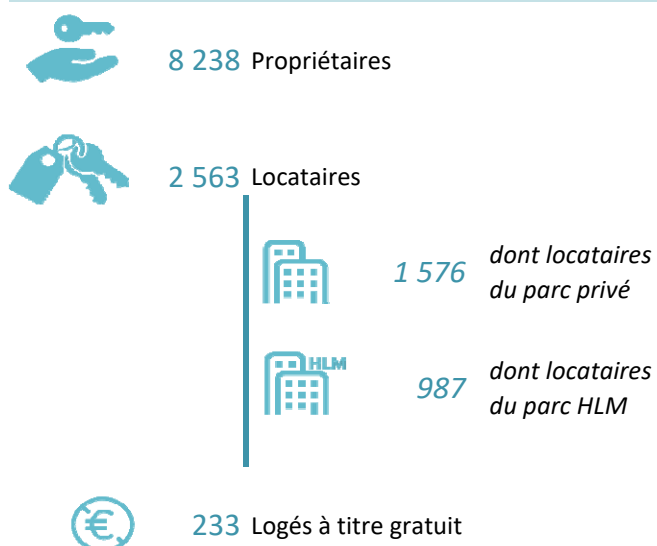 8 238 Propriétaires
2 563 Locataires
1 576 dont locataires
du parc privé
HLM
987 dont locataires
du parc HLM
€
233 Logés à titre gratuit